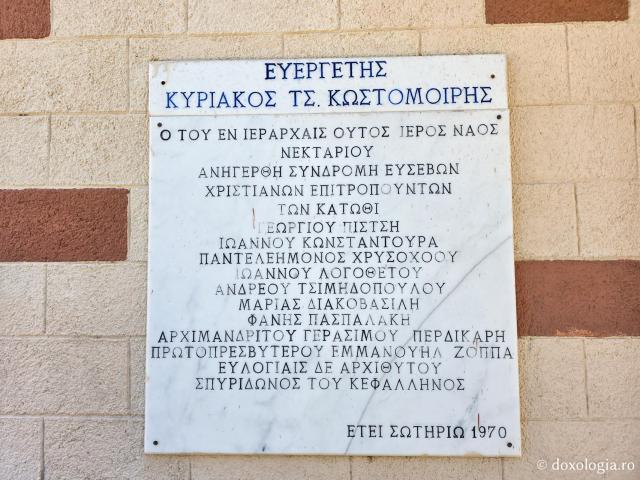 ΕΥΕΡΓΕΤΗΣ
ΚΥΡΙΑΚΟΣ ΤΣ. ΚΩΣΤΟΜΟΙΡΗΣ
Ο ΤΟΥ ΕΝ ΙΕΡΑΡΧΑΙΣ ΟΥΤΟΣ ΙΕΡΟΣ ΝΑΟΣ
ΝΕΚΤΑΡΙΟΥ
ΑΝΗΓΕΡΘΗ ΣΥΝΔΡΟΜΗ ΕΥΣΕΒΩΝ
ΧΡΙΣΤΙΑΝΩΝ ΕΠΙΤΡΟΠΟΥΝΤΩΝ
ΤΩΝ ΚΑΤΩΘΙ
ΓΕΩΡΓΙΟΥ ΠΙΣΤΣΗ
ΙΩΑΝΝΟΥ ΚΩΝΣΤΑΝΤΟΥΡΑ
ΠΑΝΤΕΛΕΗΜΟΝΟΣ ΧΡΥΣΟΧΟΟΥ
ΙΩΑΝΝΟΥ ΛΟΓΟΘΕΤΟΥ
ΑΝΔΡΕΟΥ ΤΣΙΜΗΔΟΠΟΥΛΟΥ
ΜΑΡΙΑΣ ΔΙΑΚΟΒΑΣΙΛΗ
ΦΑΝΗΣ ΠΑΣΠΑΛΑΚΗ
ΑΡΧΙΜΑΝΔΡΙΤΟΥ ΓΕΡΑΣΙΜΟΥ ΠΕΡΔΙΚΑΡΗ
ΠΡΩΤΟΠΡΕΣΒΥΤΕΡΟΥ ΕΜΜΑΝΟΥΗΛ ΖΟΠΠΑ
ΕΥΛΟΓΙΑΙΣ ΔΕ ΑΡΧΙΘΥΤΟΥ
ΣΠΥΡΙΔΩΝΟΣ ΤΟΥ ΚΕΦΑΛΛΗΝΟΣ
ΕΤΕΙ ΣΩΤΗΡΙΩ 1970
© doxologia.ro